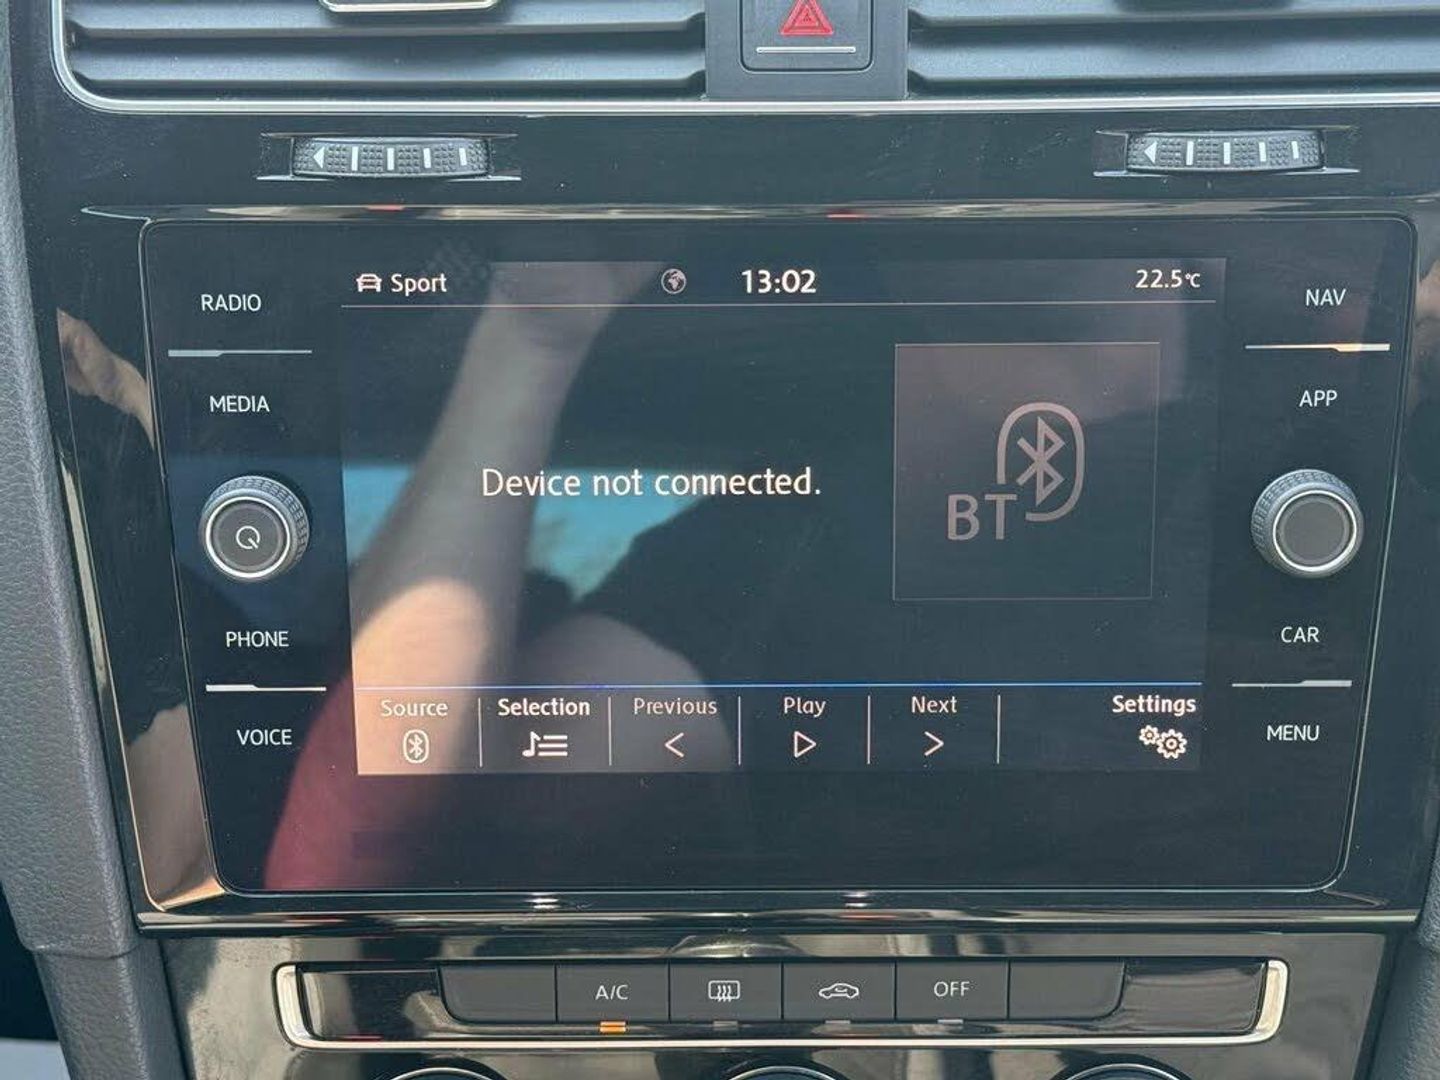 Sport 13:02 22.5°C
RADIO
NAV
MEDIA
APP
Device not connected.
BT
PHONE
CAR
Source Selection Previous Play Next Settings
VOICE
MENU
A/C OFF